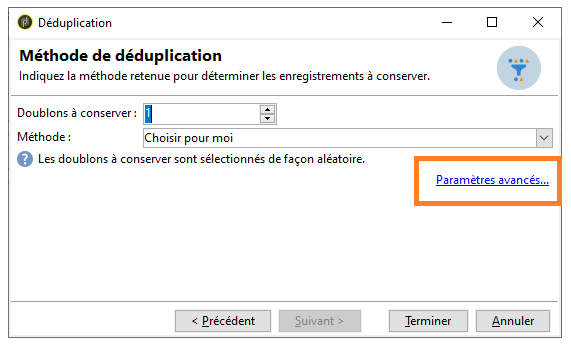 Déduplication
Méthode de déduplication
Indiquez la méthode retenue pour déterminer les enregistrements à conserver.
Doublons à conserver : 1
Méthode : Choisir pour moi
? Les doublons à conserver sont sélectionnés de façon aléatoire.
Paramètres avancés...
< Précédent Suivant > Terminer Annuler